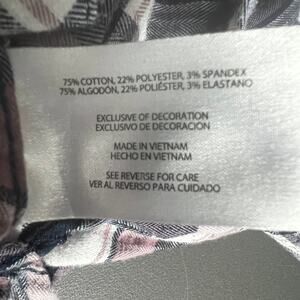 75% COTTON, 22% POLYESTER, 3% SPANDEX
75% ALGODÓN, 22% POLIÉSTER, 3% ELASTANO
EXCLUSIVE OF DECORATION
EXCLUSIVO DE DECORACIÓN
MADE IN VIETNAM
HECHO EN VIETNAM
SEE REVERSE FOR CARE
VER AL REVERSO PARA CUIDADO